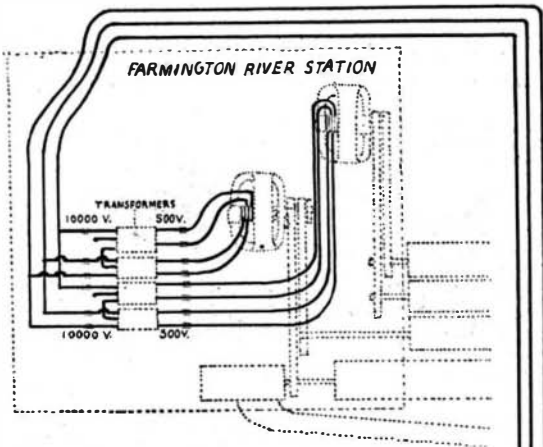 FARMINGTON RIVER STATION
TRANSFORMERS
10000 V. 500V.
10000 V. 500V.